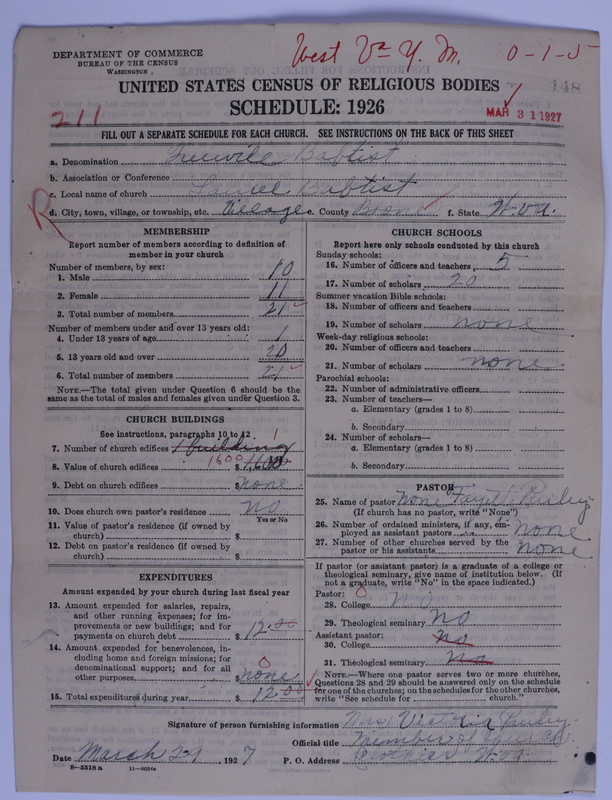 West Va Y. M. 0-1-5
DEPARTMENT OF COMMERCE
BUREAU OF THE CENSUS
WASHINGTON
148
UNITED STATES CENSUS OF RELIGIOUS BODIES
SCHEDULE: 1926
211
MAR 31 1927
FILL OUT A SEPARATE SCHEDULE FOR EACH CHURCH. SEE INSTRUCTIONS ON THE BACK OF THIS SHEET
a. Denomination Freewile Baptist
b. Association or Conference
c. Local name of church Laurel Baptist
R
d. City, town, village, or township, etc. Village e. County Boone f. State W.va.
MEMBERSHIP
Report number of members according to definition of
member in your church
Number of members, by sex:
1. Male 10
2. Female 11
3. Total number of members 21
Number of members under and over 13 years old:
4. Under 13 years of age 1
5. 13 years old and over 20
6. Total number of members 21
NOTE.—The total given under Question 6 should be the
same as the total of males and females given under Question 3.
CHURCH BUILDINGS
See instructions, paragraphs 10 to 12
7. Number of church edifices 1 building 1
8. Value of church edifices $ 1600
9. Debt on church edifices $ none
10. Does church own pastor's residence no
Yes or No
11. Value of pastor's residence (if owned by
church) $
12. Debt on pastor's residence (if owned by
church) $
EXPENDITURES
Amount expended by your church during last fiscal year
13. Amount expended for salaries, repairs,
and other running expenses; for im-
provements or new buildings; and for
payments on church debt $ 12.00
14. Amount expended for benevolences, in-
cluding home and foreign missions; for
denominational support; and for all
other purposes $ none 0
15. Total expenditures during year $ 12.00
CHURCH SCHOOLS
Report here only schools conducted by this church
Sunday schools:
16. Number of officers and teachers 5
17. Number of scholars 20
Summer vacation Bible schools:
18. Number of officers and teachers
19. Number of scholars none
Week-day religious schools:
20. Number of officers and teachers
21. Number of scholars none
Parochial schools:
22. Number of administrative officers
23. Number of teachers—
a. Elementary (grades 1 to 8)
b. Secondary
24. Number of scholars—
a. Elementary (grades 1 to 8)
b. Secondary
PASTOR
25. Name of pastor none
(If church has no pastor, write "None")
26. Number of ordained ministers, if any, em-
ployed as assistant pastors none
27. Number of other churches served by the
pastor or his assistants none
If pastor (or assistant pastor) is a graduate of a college or
theological seminary, give name of institution below. (If
not a graduate, write "No" in the space indicated.)
Pastor:
28. College no
29. Theological seminary no
Assistant pastor:
30. College no
31. Theological seminary no
NOTE.—Where one pastor serves two or more churches,
Questions 28 and 29 should be answered only on the schedule
for one of the churches; on the schedules for the other churches,
write "See schedule for church."
Signature of person furnishing information Mrs. Victoria
Official title member of
Date March 29, 1927 P. O. Address W.va
8-5518a 11-9054a